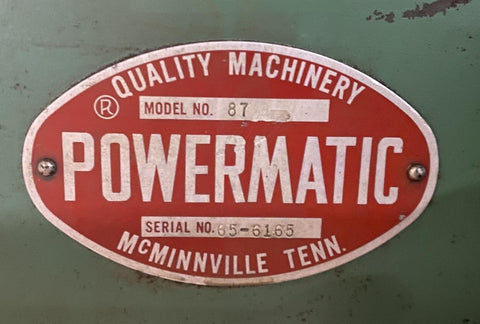 QUALITY MACHINERY
®
MODEL NO. 87
POWERMATIC
SERIAL NO. 65-6165
McMINNVILLE TENN.